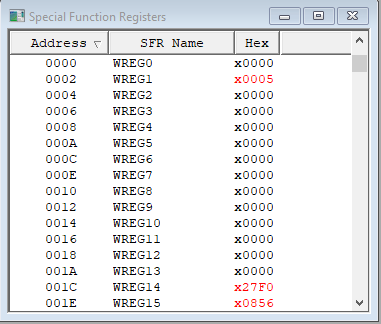 Special Function Registers
Address ▽ SFR Name Hex
0000 WREG0 x0000
0002 WREG1 x0005
0004 WREG2 x0000
0006 WREG3 x0000
0008 WREG4 x0000
000A WREG5 x0000
000C WREG6 x0000
000E WREG7 x0000
0010 WREG8 x0000
0012 WREG9 x0000
0014 WREG10 x0000
0016 WREG11 x0000
0018 WREG12 x0000
001A WREG13 x0000
001C WREG14 x27F0
001E WREG15 x0856